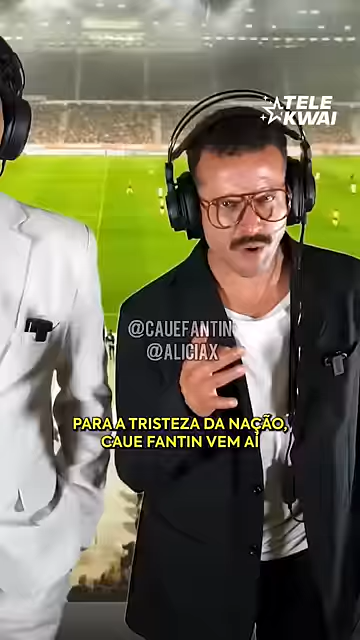 TELE
KWAI
@CAUEFANTIN
@ALICIAX
PARA A TRISTEZA DA NAÇÃO,
CAUE FANTIN VEM AÍ